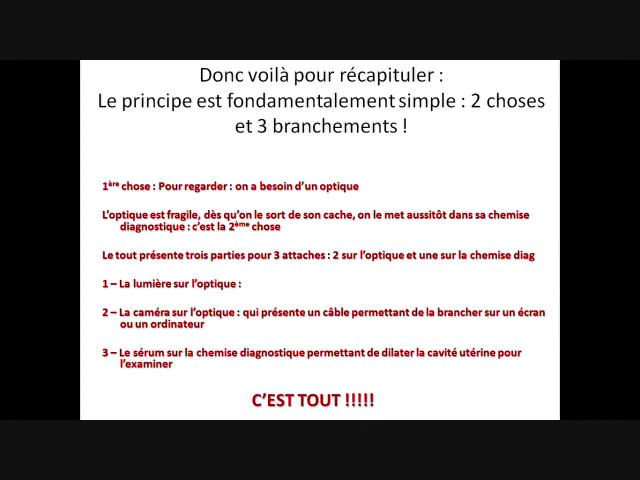 Donc voilà pour récapituler :
Le principe est fondamentalement simple : 2 choses
et 3 branchements !
1ère chose : Pour regarder : on a besoin d'un optique
L'optique est fragile, dès qu'on le sort de son cache, on le met aussitôt dans sa chemise
diagnostique : c'est la 2ème chose
Le tout présente trois parties pour 3 attaches : 2 sur l'optique et une sur la chemise diag
1 – La lumière sur l'optique :
2 – La caméra sur l'optique : qui présente un câble permettant de la brancher sur un écran
ou un ordinateur
3 – Le sérum sur la chemise diagnostique permettant de dilater la cavité utérine pour
l'examiner
C'EST TOUT !!!!!